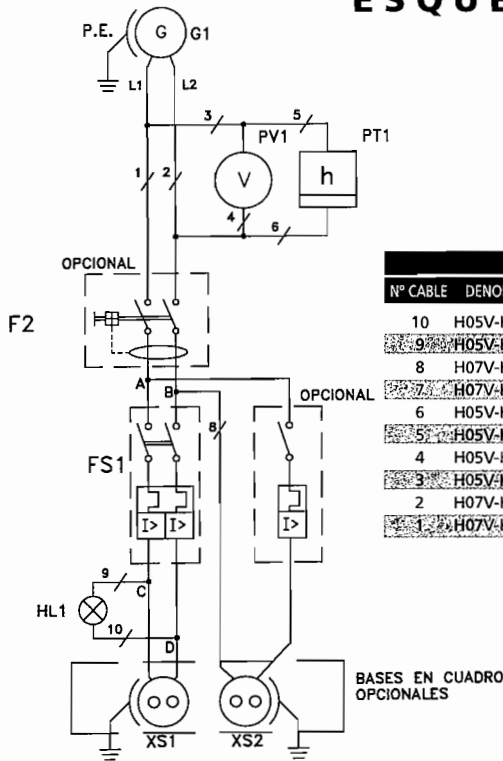 ESQUE
P.E.
G
G1
L1
L2
3
5
PV1
PT1
1
2
V
h
4
6
OPCIONAL
F2
Nº CABLE
10 H05V-
9 H05V-
8 H07V-
7 H07V-
6 H05V-
5 H05V-
4 H05V-
3 H05V-
2 H07V-
1 H07V-
A
B
OPCIONAL
8
FS1
I>
I>
I>
9
C
HL1
10
D
BASES EN CUADRO
OPCIONALES
XS1
XS2